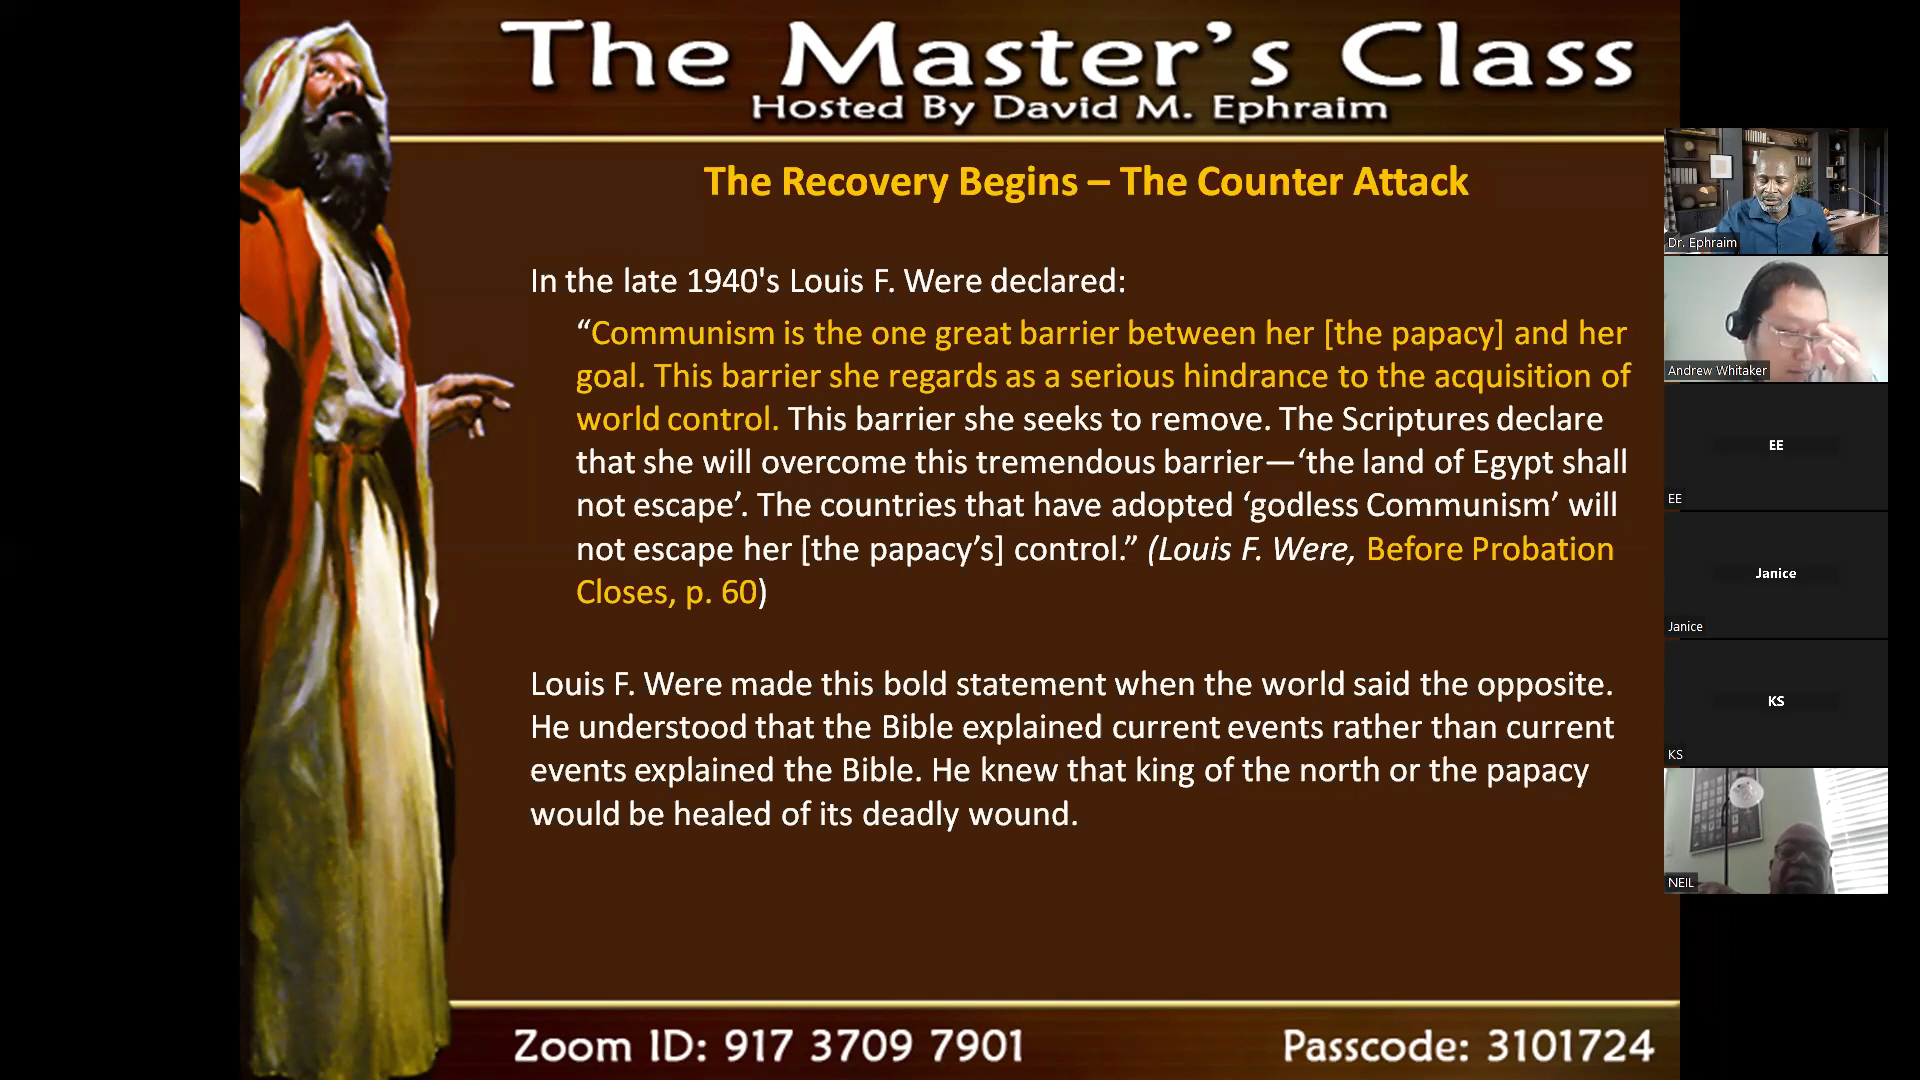 The Master's Class
Hosted By David M. Ephraim
The Recovery Begins – The Counter Attack
In the late 1940's Louis F. Were declared:
“Communism is the one great barrier between her [the papacy] and her
goal. This barrier she regards as a serious hindrance to the acquisition of
world control. This barrier she seeks to remove. The Scriptures declare
that she will overcome this tremendous barrier—‘the land of Egypt shall
not escape’. The countries that have adopted ‘godless Communism’ will
not escape her [the papacy’s] control.” (Louis F. Were, Before Probation
Closes, p. 60)
Louis F. Were made this bold statement when the world said the opposite.
He understood that the Bible explained current events rather than current
events explained the Bible. He knew that king of the north or the papacy
would be healed of its deadly wound.
Zoom ID: 917 3709 7901
Passcode: 3101724
Dr. Ephraim
Andrew Whitaker
EE
EE
Janice
Janice
KS
KS
NEIL